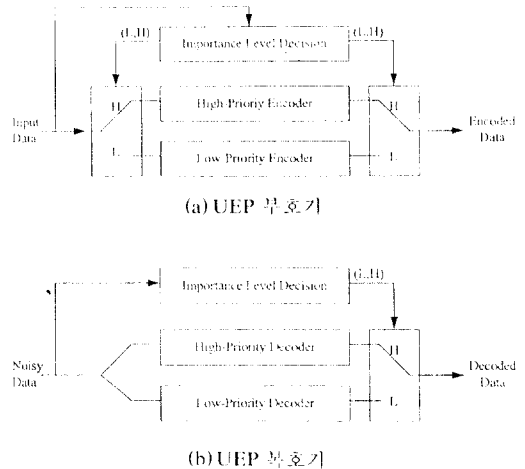 (L,H)
Importance Level Decision
(L,H)
H
High-Priority Encoder
H
Input
Data
Encoded
Data
L
Low-Priority Encoder
L
(a) UEP 부호기
Importance Level Decision
(L,H)
High-Priority Decoder
H
Noisy
Data
Decoded
Data
Low-Priority Decoder
L
(b) UEP 부호기